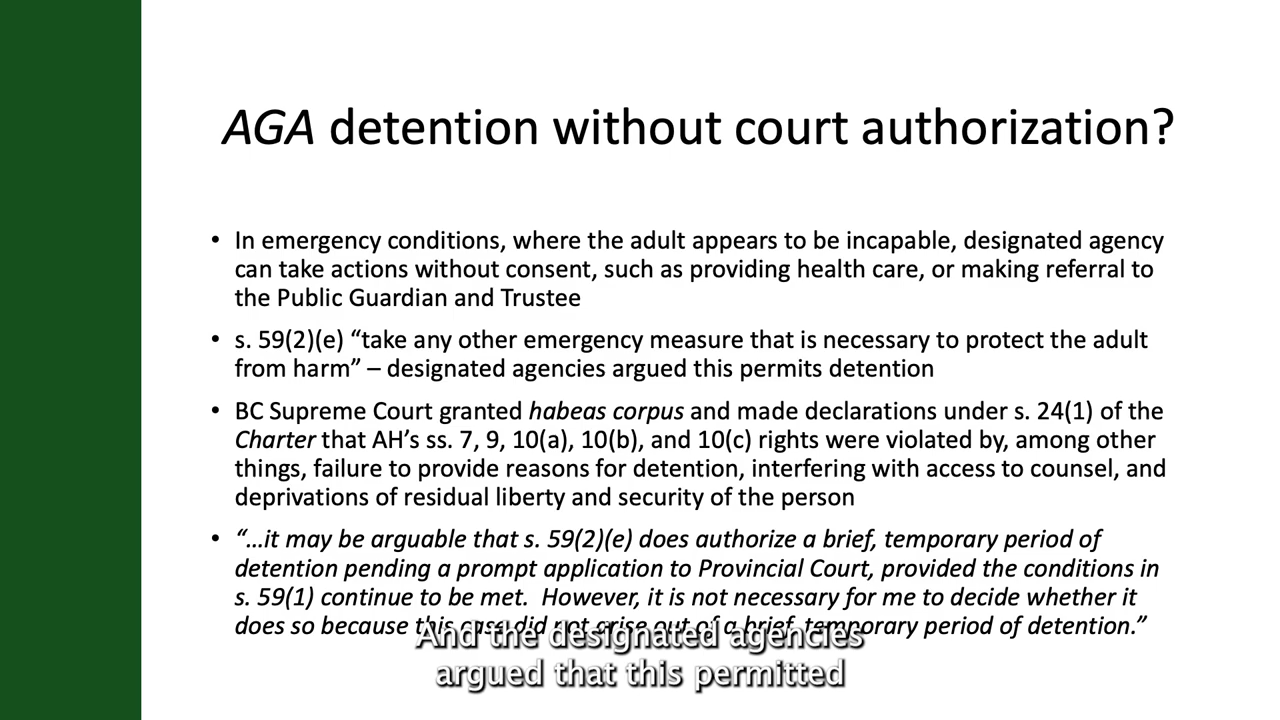 AGA detention without court authorization?
• In emergency conditions, where the adult appears to be incapable, designated agency
can take actions without consent, such as providing health care, or making referral to
the Public Guardian and Trustee
• s. 59(2)(e) “take any other emergency measure that is necessary to protect the adult
from harm” – designated agencies argued this permits detention
• BC Supreme Court granted habeas corpus and made declarations under s. 24(1) of the
Charter that AH’s ss. 7, 9, 10(a), 10(b), and 10(c) rights were violated by, among other
things, failure to provide reasons for detention, interfering with access to counsel, and
deprivations of residual liberty and security of the person
• “…it may be arguable that s. 59(2)(e) does authorize a brief, temporary period of
detention pending a prompt application to Provincial Court, provided the conditions in
s. 59(1) continue to be met.  However, it is not necessary for me to decide whether it
does so because this case did not arise out of a brief, temporary period of detention.”
And the designated agencies
argued that this permitted